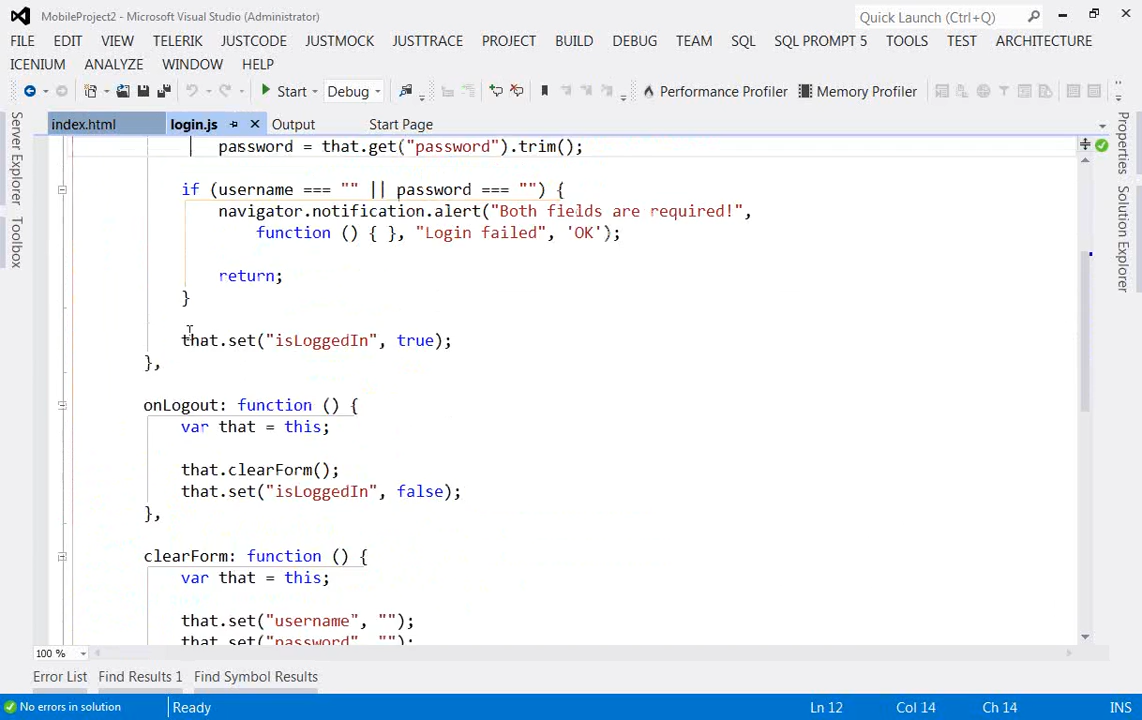 MobileProject2 - Microsoft Visual Studio (Administrator)
Quick Launch (Ctrl+Q)
FILE EDIT VIEW TELERIK JUSTCODE JUSTMOCK JUSTTRACE PROJECT BUILD DEBUG TEAM SQL SQL PROMPT 5 TOOLS TEST ARCHITECTURE
ICENIUM ANALYZE WINDOW HELP
Start Debug Performance Profiler Memory Profiler
index.html login.js Output Start Page
Server Explorer
Toolbox
Properties
Solution Explorer
password = that.get("password").trim();
if (username === "" || password === "") {
navigator.notification.alert("Both fields are required!",
function () { }, "Login failed", 'OK');
return;
}
that.set("isLoggedIn", true);
},
onLogout: function () {
var that = this;
that.clearForm();
that.set("isLoggedIn", false);
},
clearForm: function () {
var that = this;
that.set("username", "");
that.set("password", "");
100 %
Error List Find Results 1 Find Symbol Results
No errors in solution Ready Ln 12 Col 14 Ch 14 INS